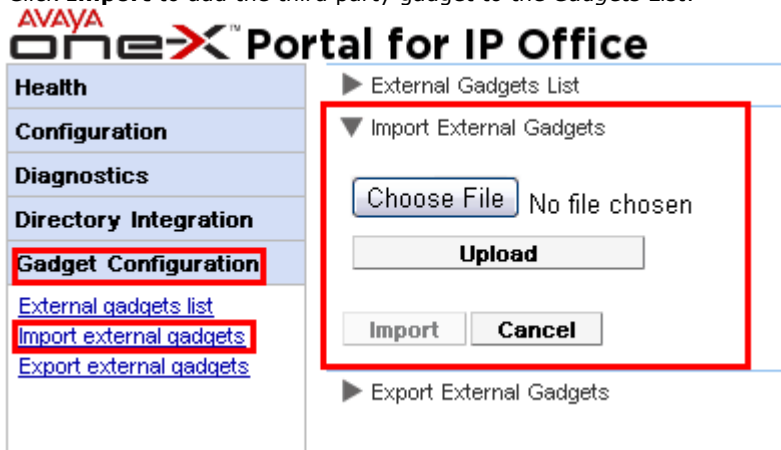 Click Import to add the third party gadget to the Gadgets List.
AVAYA
one-X™ Portal for IP Office
Health
Configuration
Diagnostics
Directory Integration
Gadget Configuration
External gadgets list
Import external gadgets
Export external gadgets
External Gadgets List
Import External Gadgets
Choose File No file chosen
Upload
Import Cancel
Export External Gadgets